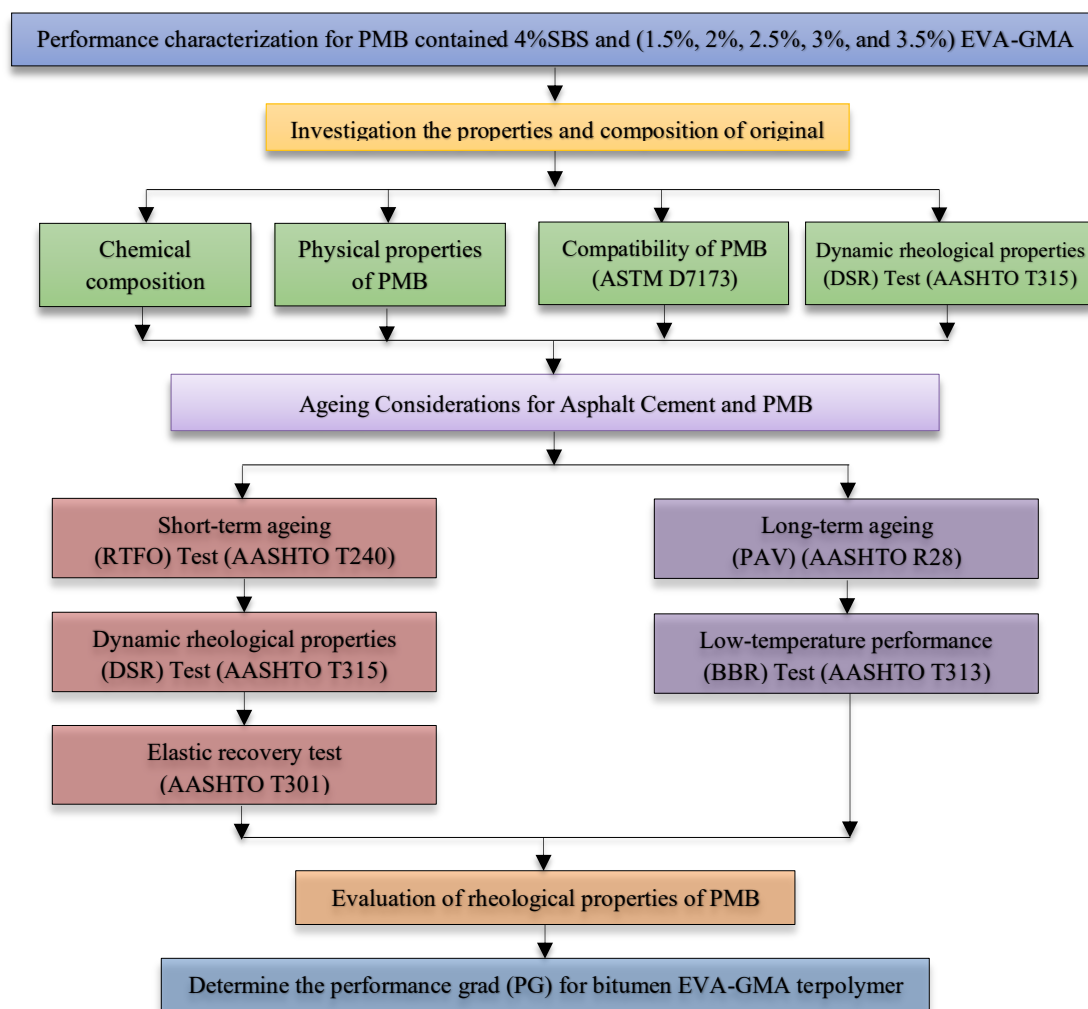 Performance characterization for PMB contained 4%SBS and (1.5%, 2%, 2.5%, 3%, and 3.5%) EVA-GMA
Investigation the properties and composition of original
Chemical
composition
Physical properties
of PMB
Compatibility of PMB
(ASTM D7173)
Dynamic rheological properties
(DSR) Test (AASHTO T315)
Ageing Considerations for Asphalt Cement and PMB
Short-term ageing
(RTFO) Test (AASHTO T240)
Long-term ageing
(PAV) (AASHTO R28)
Dynamic rheological properties
(DSR) Test (AASHTO T315)
Low-temperature performance
(BBR) Test (AASHTO T313)
Elastic recovery test
(AASHTO T301)
Evaluation of rheological properties of PMB
Determine the performance grad (PG) for bitumen EVA-GMA terpolymer